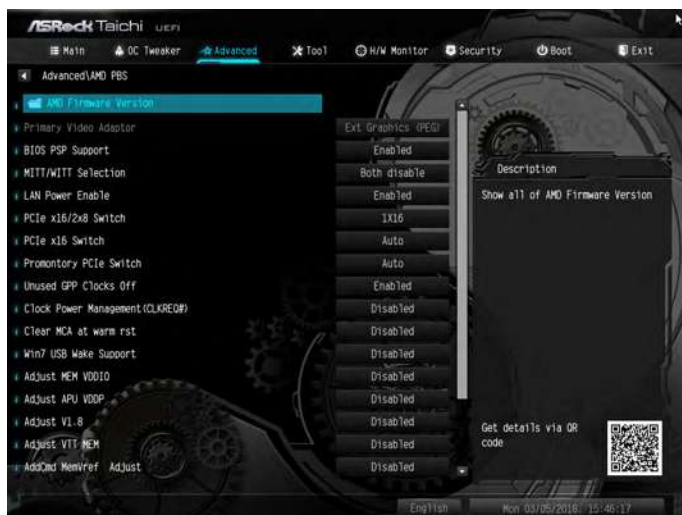 ASRock Taichi UEFI
Main OC Tweaker Advanced Tool H/W Monitor Security Boot Exit
Advanced\AMD PBS
AMD Firmware Version
Primary Video Adaptor Ext Graphics (PEG)
BIOS PSP Support Enabled
MITT/WITT Selection Both disable
LAN Power Enable Enabled
PCIe x16/2x8 Switch 1X16
PCIe x16 Switch Auto
Promontory PCIe Switch Auto
Unused GPP Clocks Off Enabled
Clock Power Management(CLKREQ#) Disabled
Clear MCA at warm rst Disabled
Win7 USB Wake Support Disabled
Adjust MEM VDDIO Disabled
Adjust APU VDDP Disabled
Adjust V1.8 Disabled
Adjust VTT MEM Disabled
AddCmd MemVref Adjust Disabled
Description
Show all of AMD Firmware Version
Get details via QR
code
English Mon 03/05/2018, 15:46:17